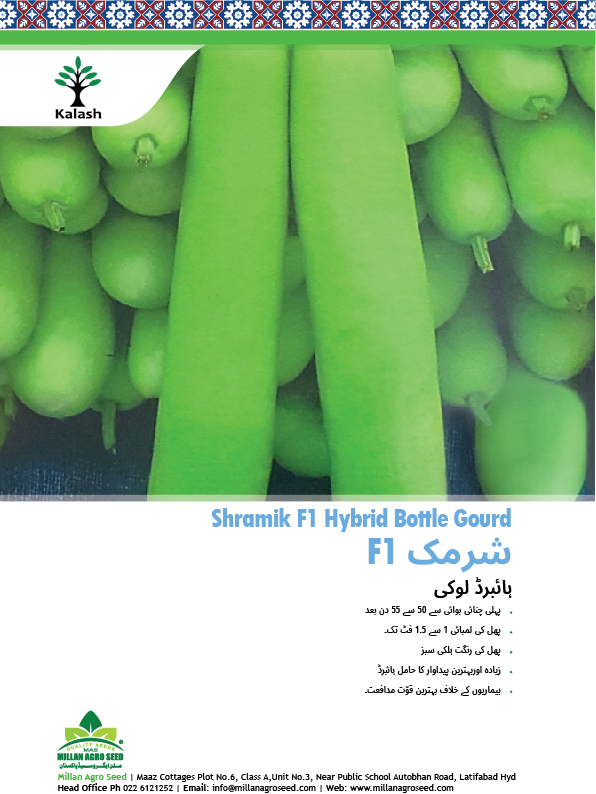 Kalash
Shramik F1 Hybrid Bottle Gourd
شرمک F1
ہائبرڈ لوکی
پہلی چنائی بوائی سے 50 سے 55 دن بعد
پھل کی لمبائی 1 سے 1.5 فٹ تک۔
پھل کی رنگت ہلکی سبز
زیادہ اوربہترین پیداوار کا حامل ہائبرڈ
بیماریوں کے خلاف بہترین قوّت مدافعت۔
QUALITY SEEDS
MAS
MILLAN AGRO SEED
ملن ایگرو سیڈ پاکستان
Millan Agro Seed | Maaz Cottages Plot No.6, Class A,Unit No.3, Near Public School Autobhan Road, Latifabad Hyd
Head Office Ph 022 6121252 | Email: info@millanagroseed.com | Web: www.millanagroseed.com